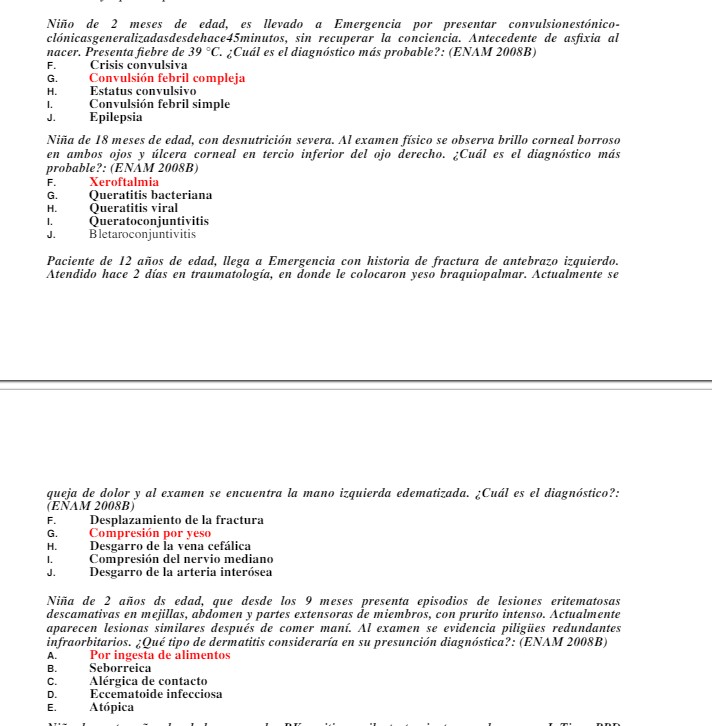 Niño de 2 meses de edad, es llevado a Emergencia por presentar convulsionestónico-
clónicasgeneralizadasdesdehace45minutos, sin recuperar la conciencia. Antecedente de asfixia al
nacer. Presenta fiebre de 39 °C. ¿Cuál es el diagnóstico más probable?: (ENAM 2008B)
F. Crisis convulsiva
G. Convulsión febril compleja
H. Estatus convulsivo
I. Convulsión febril simple
J. Epilepsia
Niña de 18 meses de edad, con desnutrición severa. Al examen físico se observa brillo corneal borroso
en ambos ojos y úlcera corneal en tercio inferior del ojo derecho. ¿Cuál es el diagnóstico más
probable?: (ENAM 2008B)
F. Xeroftalmia
G. Queratitis bacteriana
H. Queratitis viral
I. Queratoconjuntivitis
J. Bletaroconjuntivitis
Paciente de 12 años de edad, llega a Emergencia con historia de fractura de antebrazo izquierdo.
Atendido hace 2 días en traumatología, en donde le colocaron yeso braquiopalmar. Actualmente se
queja de dolor y al examen se encuentra la mano izquierda edematizada. ¿Cuál es el diagnóstico?:
(ENAM 2008B)
F. Desplazamiento de la fractura
G. Compresión por yeso
H. Desgarro de la vena cefálica
I. Compresión del nervio mediano
J. Desgarro de la arteria interósea
Niña de 2 años ds edad, que desde los 9 meses presenta episodios de lesiones eritematosas
descamativas en mejillas, abdomen y partes extensoras de miembros, con prurito intenso. Actualmente
aparecen lesiones similares después de comer maní. Al examen se evidencia piligües hendimientos
infraorbitarios. ¿Qué tipo de dermatitis consideraría en su presunción diagnóstica?: (ENAM 2008B)
A. Por ingesta de alimentos
B. Seborreica
C. Alérgica de contacto
D. Eccematoide infecciosa
E. Atópica